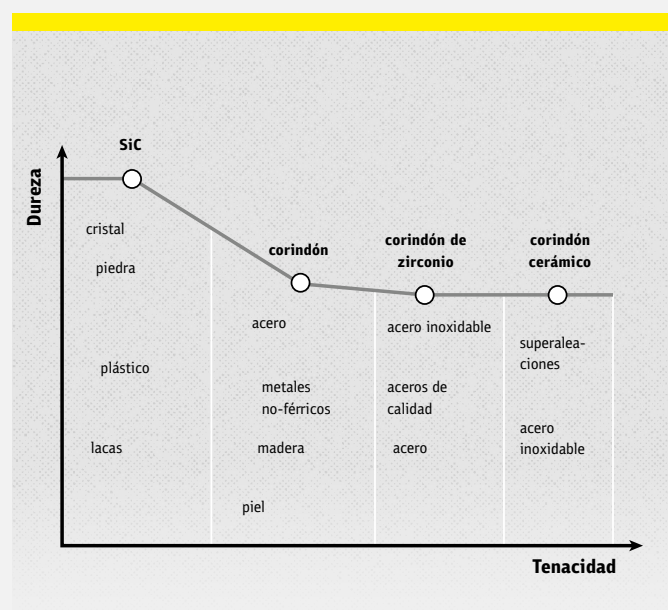 SiC
Dureza
cristal
piedra
plástico
lacas
corindón
acero
metales
no-férricos
madera
piel
corindón de
zirconio
acero inoxidable
aceros de
calidad
acero
corindón
cerámico
superalea-
ciones
acero
inoxidable
Tenacidad